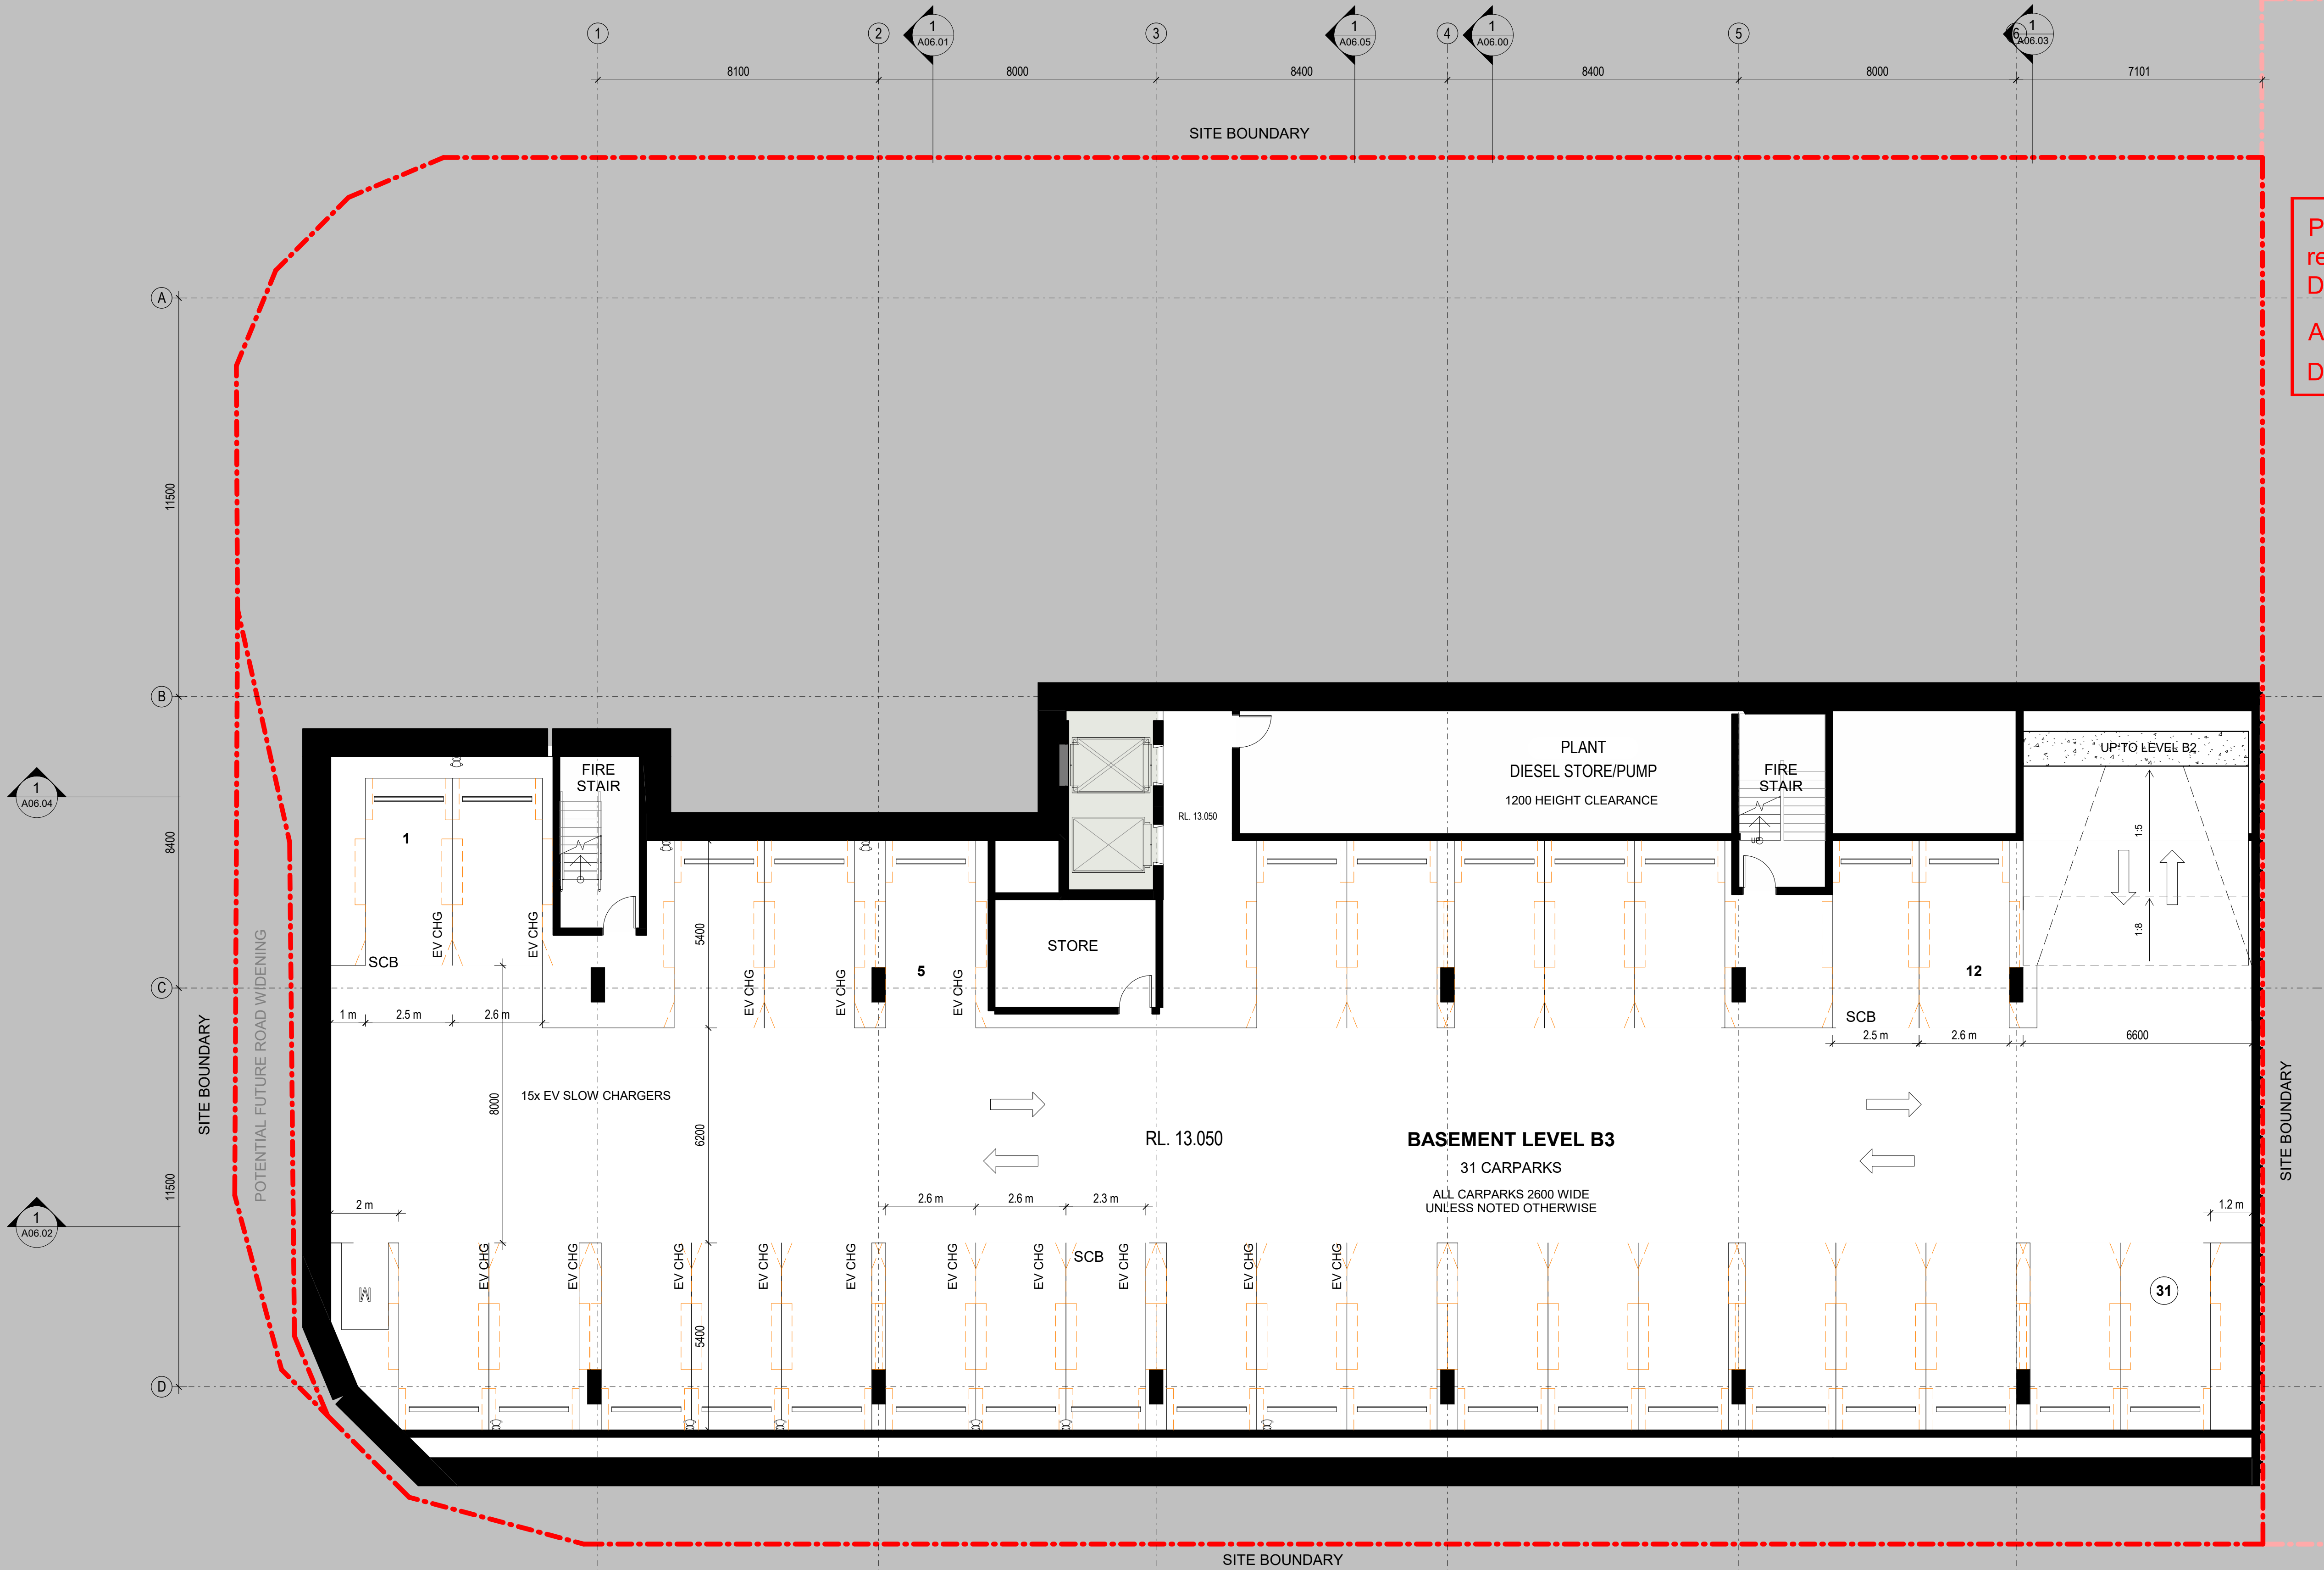 1
2
1
A06.01
3
1
A06.05
4
1
A06.00
5
6
1
A06.03
8100
8000
8400
8400
8000
7101
SITE BOUNDARY
P
re
D
A
D
A
11500
B
8400
C
11500
D
1
A06.04
1
A06.02
SITE BOUNDARY
POTENTIAL FUTURE ROAD WIDENING
FIRE
STAIR
1
EV CHG
EV CHG
SCB
1 m
2.5 m
2.6 m
5400
EV CHG
EV CHG
5
EV CHG
STORE
RL. 13.050
PLANT
DIESEL STORE/PUMP
1200 HEIGHT CLEARANCE
FIRE
STAIR
UP
UP TO LEVEL B2
1:5
1:8
12
SCB
2.5 m
2.6 m
6600
8000
15x EV SLOW CHARGERS
6200
RL. 13.050
BASEMENT LEVEL B3
31 CARPARKS
ALL CARPARKS 2600 WIDE
UNLESS NOTED OTHERWISE
2 m
2.6 m
2.6 m
2.3 m
1.2 m
SITE BOUNDARY
M
EV CHG
EV CHG
EV CHG
EV CHG
EV CHG
EV CHG
EV CHG
SCB
EV CHG
EV CHG
EV CHG
31
5400
SITE BOUNDARY